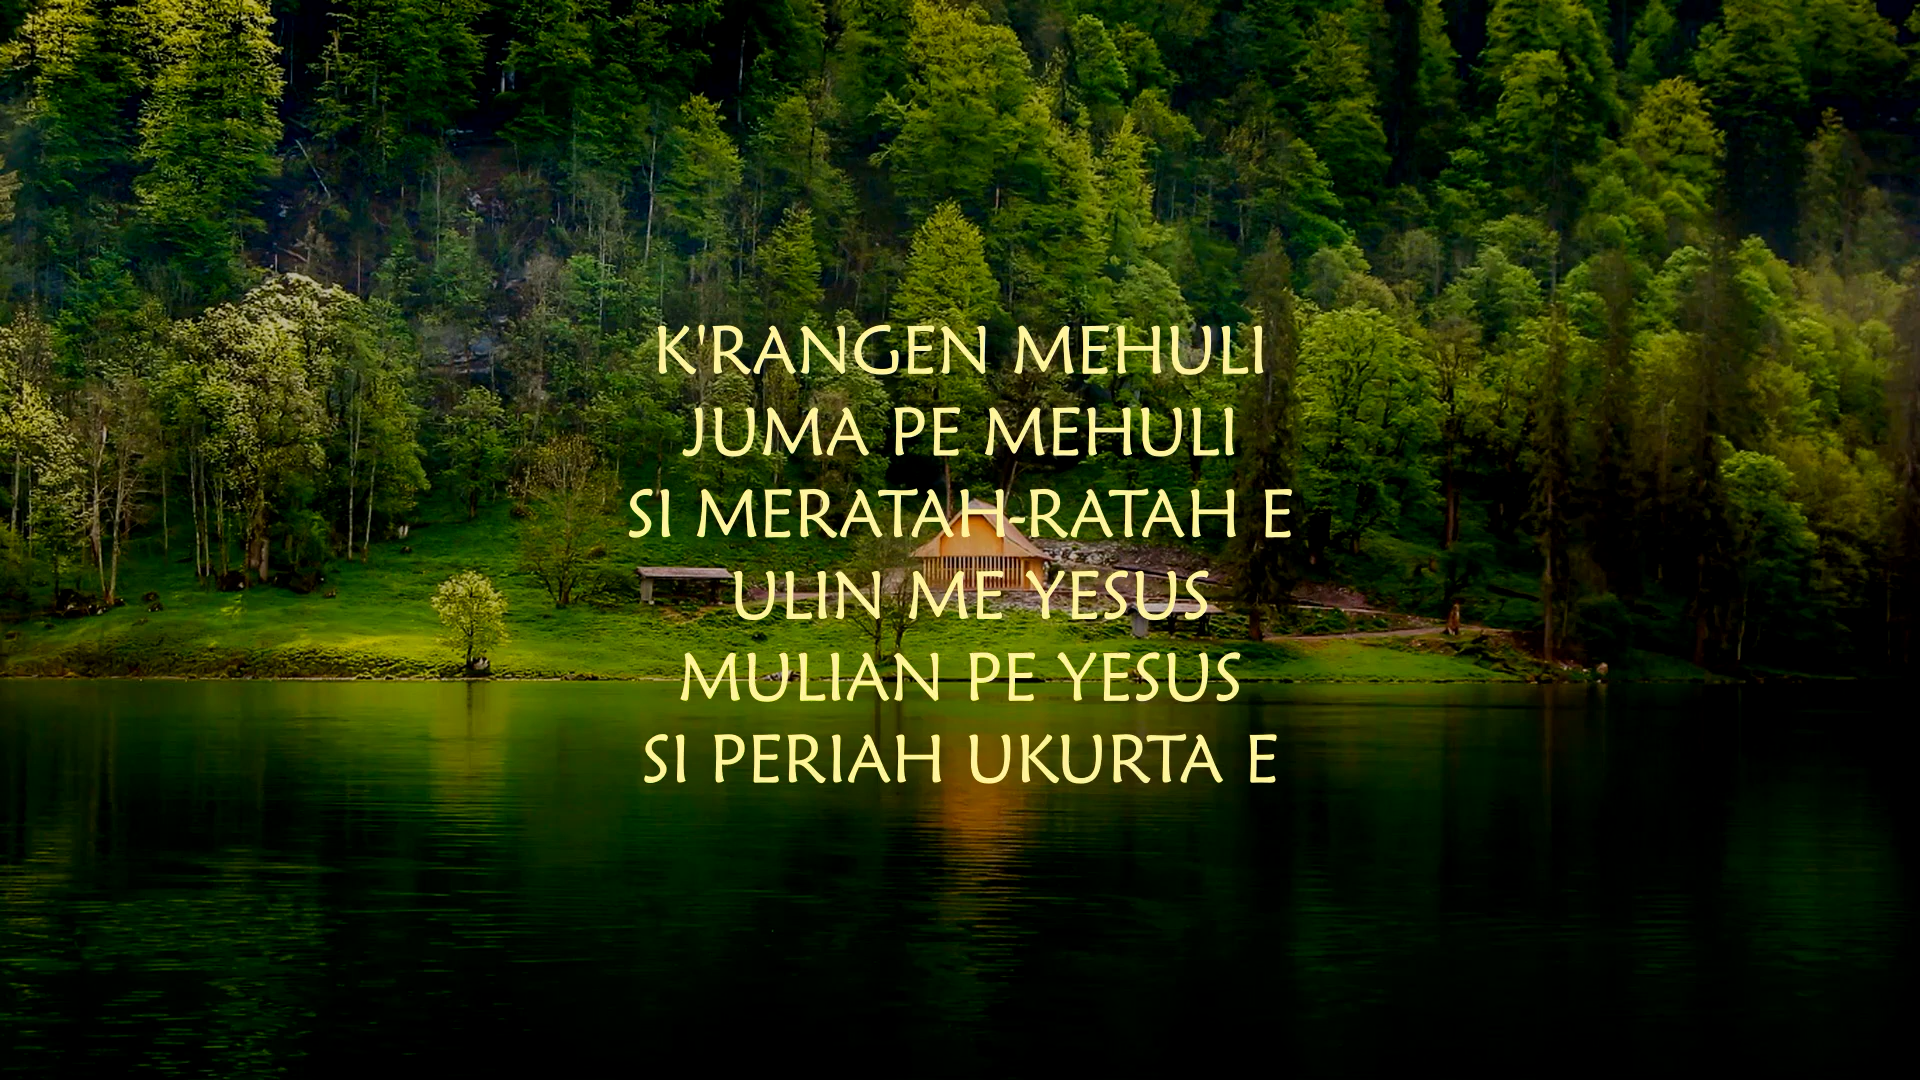 K'RANGEN MEHULI
JUMA PE MEHULI
SI MERATAH-RATAH E
ULIN ME YESUS
MULIAN PE YESUS
SI PERIAH UKURTA E